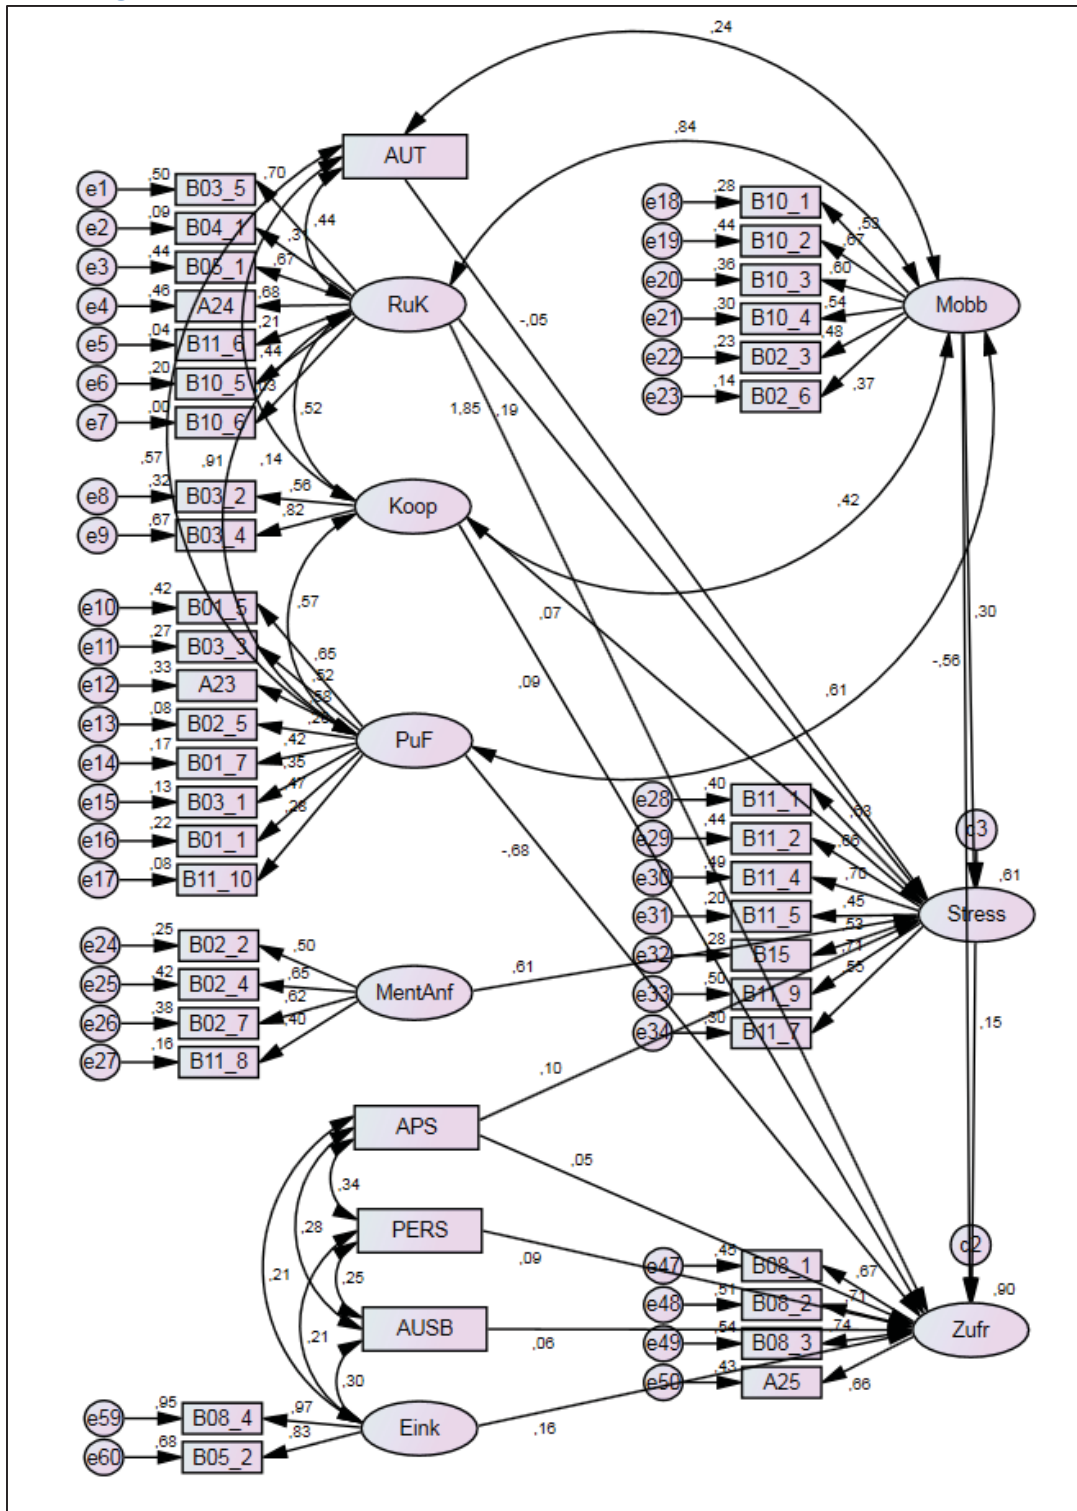 ,24
,84
AUT
e1 ,50 B03_5 ,70
e2 ,09 B04_1 ,3
e3 ,44 B05_1 ,67
e4 ,46 A24 ,68
e5 ,04 B11_6 ,21
e6 ,20 B10_5 ,44
e7 ,00 B10_6
,44
RuK
e18 ,28 B10_1 ,53
e19 ,44 B10_2 ,67
e20 ,36 B10_3 ,60
e21 ,30 B10_4 ,54
e22 ,23 B02_3 ,48
e23 ,14 B02_6 ,37
Mobb
-,05
,52
1,85 ,19
,57 ,91 ,14
e8 ,32 B03_2 ,56
e9 ,67 B03_4 ,82
Koop
,42
,57
,07
,09
,30
-,56
,61
e10 ,42 B01_5 ,65
e11 ,27 B03_3 ,52
e12 ,33 A23 ,58
e13 ,08 B02_5
e14 ,17 B01_7 ,42
e15 ,13 B03_1 ,35
e16 ,22 B01_1 ,47
e17 ,08 B11_10 ,28
PuF
-,68
e28 ,40 B11_1 ,63
e29 ,44 B11_2 ,66
e30 ,49 B11_4 ,70
e31 ,20 B11_5 ,45
e32 ,28 B15 ,53
e33 ,50 B11_9 ,71
e34 ,30 B11_7 ,55
c3
,61
Stress
e24 ,25 B02_2 ,50
e25 ,42 B02_4 ,65
e26 ,38 B02_7 ,62
e27 ,16 B11_8 ,40
MentAnf
,61
,15
,10
APS
,05
,34
,28
PERS
,09
,21
,25
,21
AUSB
,06
,30
c2
,90
e47 ,45 B08_1 ,67
e48 ,51 B08_2 ,71
e49 ,54 B08_3 ,74
e50 ,43 A25 ,66
Zufr
e59 ,95 B08_4 ,97
e60 ,68 B05_2 ,83
Eink
,16